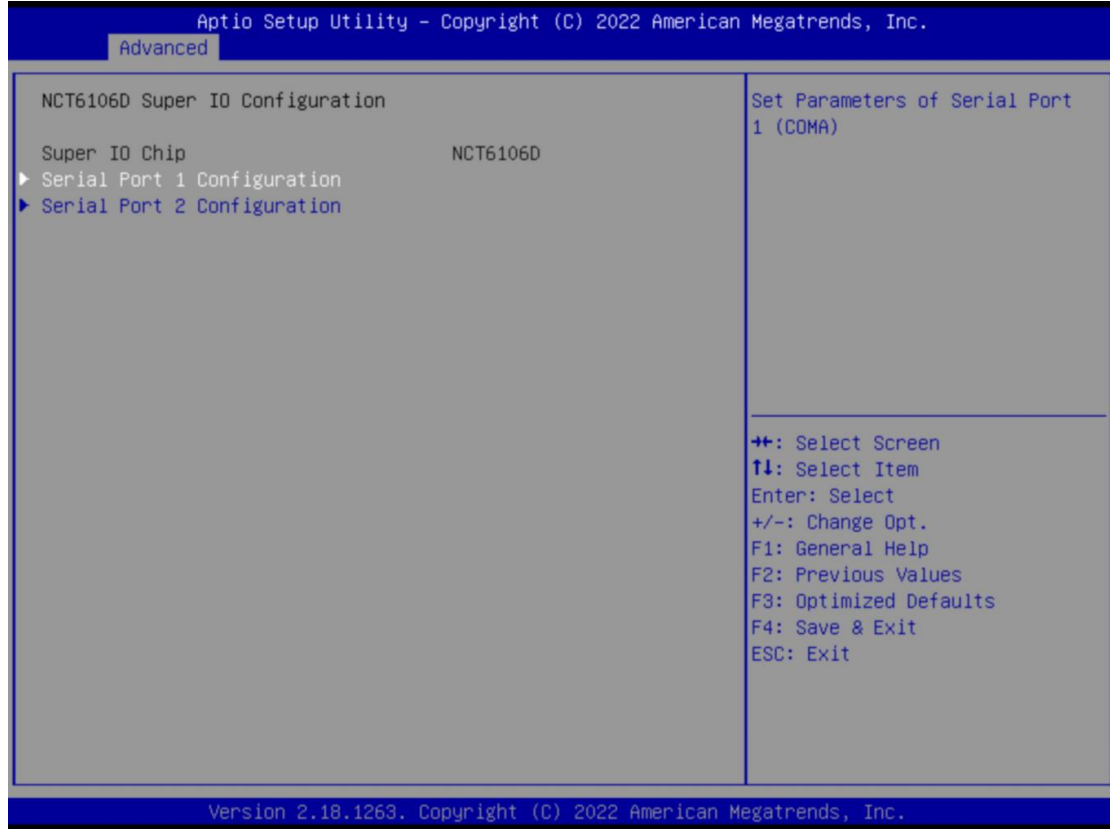 Aptio Setup Utility – Copyright (C) 2022 American Megatrends, Inc.
Advanced
NCT6106D Super IO Configuration
Super IO Chip NCT6106D
Serial Port 1 Configuration
Serial Port 2 Configuration
Set Parameters of Serial Port
1 (COMA)
→←: Select Screen
↑↓: Select Item
Enter: Select
+/-: Change Opt.
F1: General Help
F2: Previous Values
F3: Optimized Defaults
F4: Save & Exit
ESC: Exit
Version 2.18.1263. Copyright (C) 2022 American Megatrends, Inc.